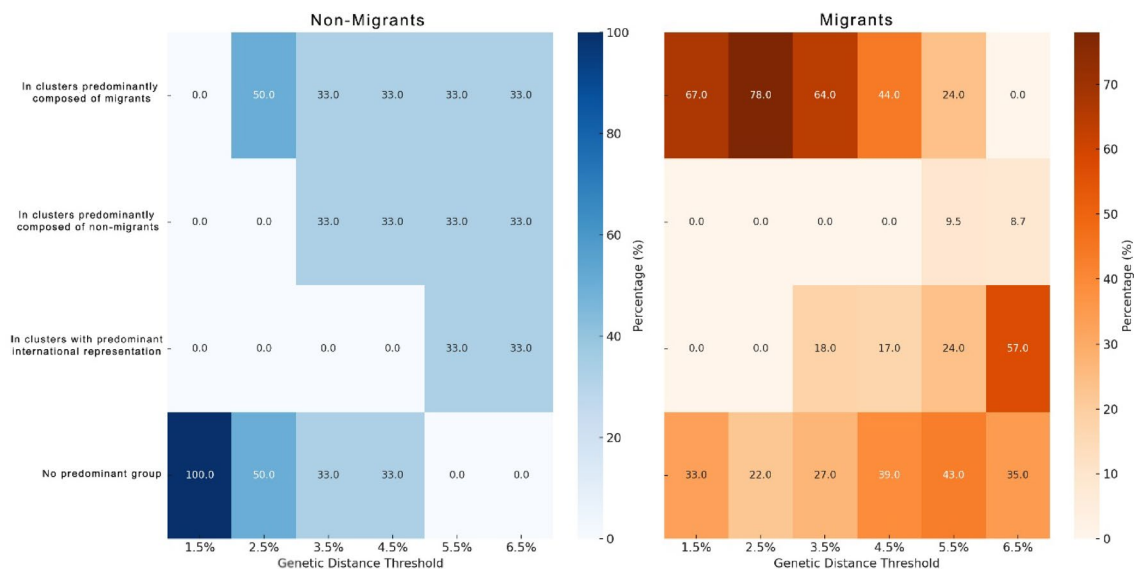 Non-Migrants
Migrants
In clusters predominantly
composed of migrants
0.0 50.0 33.0 33.0 33.0 33.0
67.0 78.0 64.0 44.0 24.0 0.0
In clusters predominantly
composed of non-migrants
0.0 0.0 33.0 33.0 33.0 33.0
0.0 0.0 0.0 0.0 9.5 8.7
In clusters with predominant
international representation
0.0 0.0 0.0 0.0 33.0 33.0
0.0 0.0 18.0 17.0 24.0 57.0
No predominant group
100.0 50.0 33.0 33.0 0.0 0.0
33.0 22.0 27.0 39.0 43.0 35.0
1.5% 2.5% 3.5% 4.5% 5.5% 6.5%
Genetic Distance Threshold
100
80
60
40
20
0
Percentage (%)
1.5% 2.5% 3.5% 4.5% 5.5% 6.5%
Genetic Distance Threshold
70
60
50
40
30
20
10
0
Percentage (%)